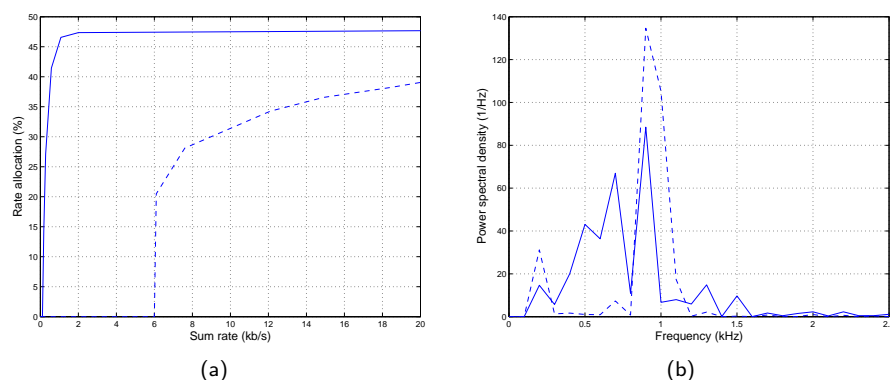 50
45
40
35
30
25
20
15
10
5
0
Rate allocation (%)
0 2 4 6 8 10 12 14 16 18 20
Sum rate (kb/s)
(a)
140
120
100
80
60
40
20
0
Power spectral density (1/Hz)
0 0.5 1 1.5 2 2.
Frequency (kHz)
(b)